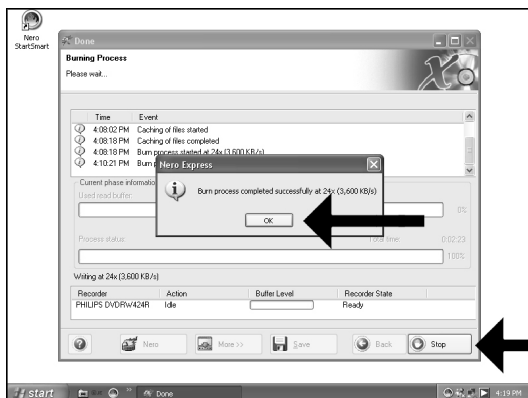 Nero
StartSmart
Done
Burning Process
Please wait...
Time Event
4:08:02 PM Caching of files started
4:08:18 PM Caching of files completed
4:08:18 PM Burn process started at 24x (3,600 KB/s)
4:10:21 PM Burn
Nero Express
Burn process completed successfully at 24x (3,600 KB/s)
OK
Current phase information
Used read buffer:
0%
Process status:
Total time: 0:02:23
100%
Writing at 24x (3,600 KB/s)
Recorder Action Buffer Level Recorder State
PHILIPS DVDRW424R Idle Ready
? Nero More >> Save Back Stop
start Done 4:19 PM